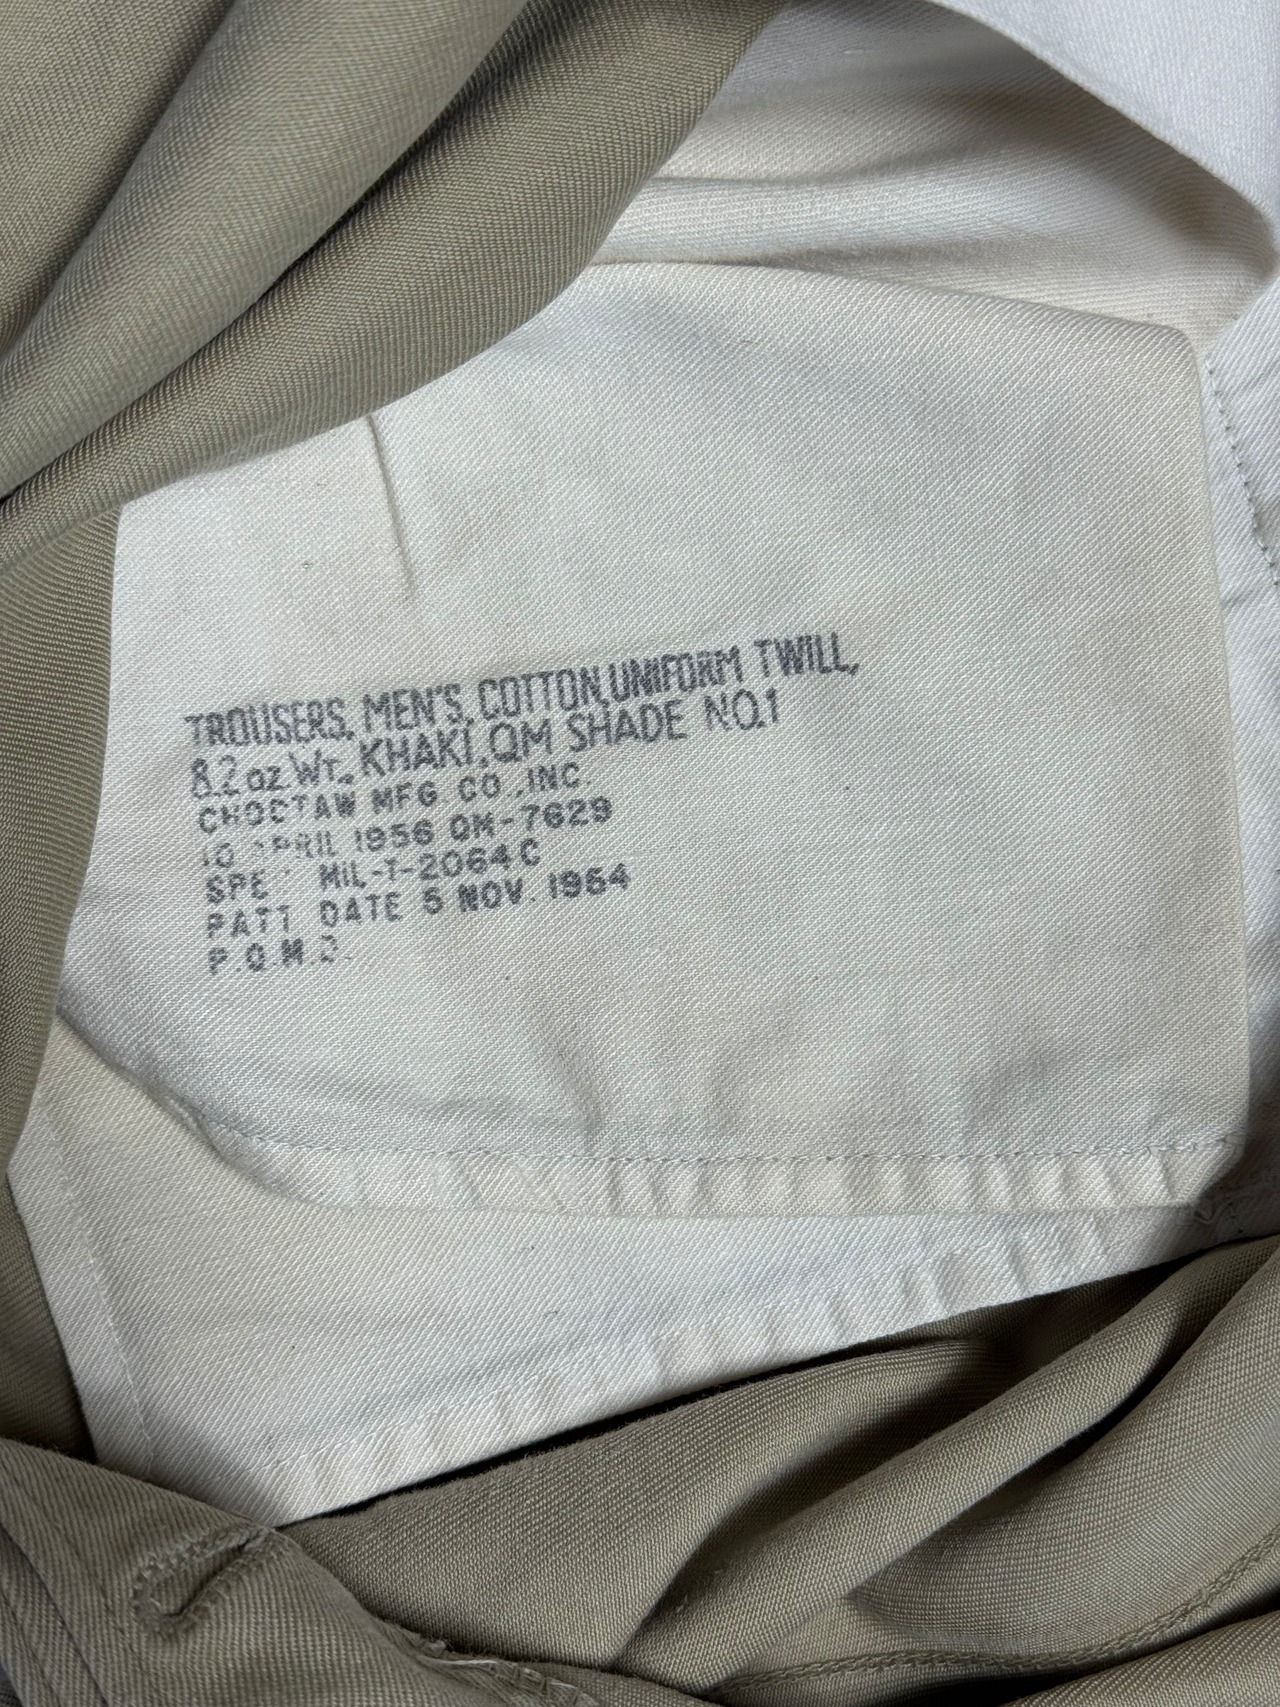 TROUSERS, MEN'S, COTTON, UNIFORM TWILL,
8.2 oz WT., KHAKI, QM SHADE NO.1
CHOCTAW MFG CO., INC.
APRIL 1956 QM-7629
MIL-T-2064C
PATT DATE 5 NOV. 1954